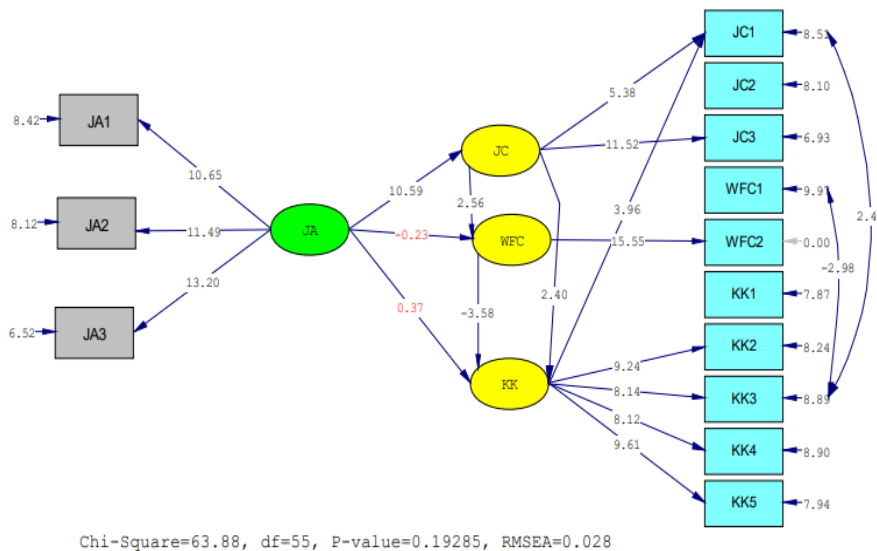 JC1
8.51
JC2
8.10
5.38
8.42
JA1
JC3
6.93
11.52
JC
10.65
10.59
WFC1
9.97
2.56
3.96
2.4
8.12
JA2
11.49
JA
-0.23
WFC
15.55
WFC2
0.00
-2.98
13.20
0.37
-3.58
2.40
KK1
7.87
6.52
JA3
KK2
8.24
9.24
KK
8.14
KK3
8.89
8.12
9.61
KK4
8.90
KK5
7.94
Chi-Square=63.88, df=55, P-value=0.19285, RMSEA=0.028